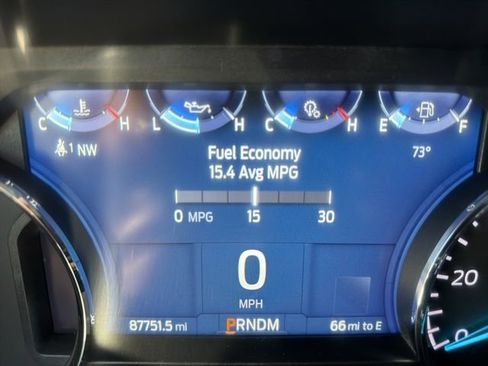 C H L H C H E F
1 NW
Fuel Economy
73°
15.4 Avg MPG
0 MPG 15 30
0
MPH
20
0
87751.5 mi
PRNDM
66 mi to E